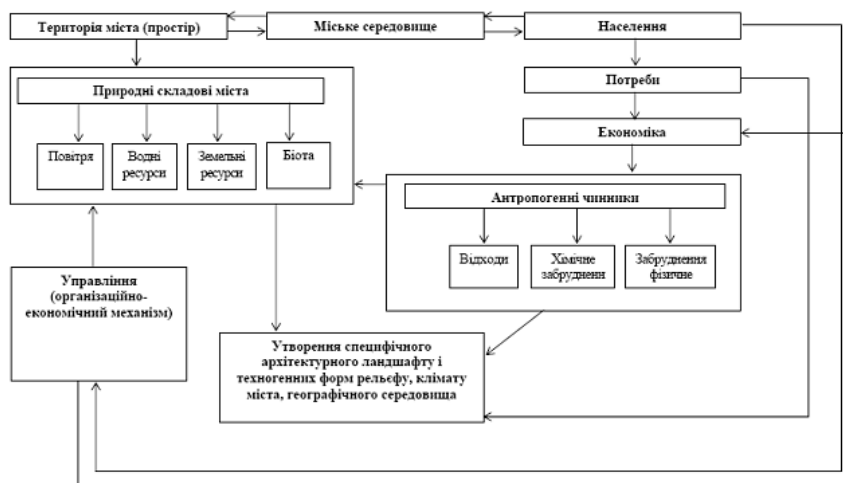 Територія міста (простір)
Міське середовище
Населення
Потреби
Природні складові міста
Економіка
Повітря
Водні
ресурси
Земельні
ресурси
Біота
Антропогенні чинники
Відходи
Хімічне
забрудненн
Забруднення
фізичне
Управління
(організаційно-
економічний механізм)
Утворення специфічного
архітектурного ландшафту і
техногенних форм рельєфу, клімату
міста, географічного середовища